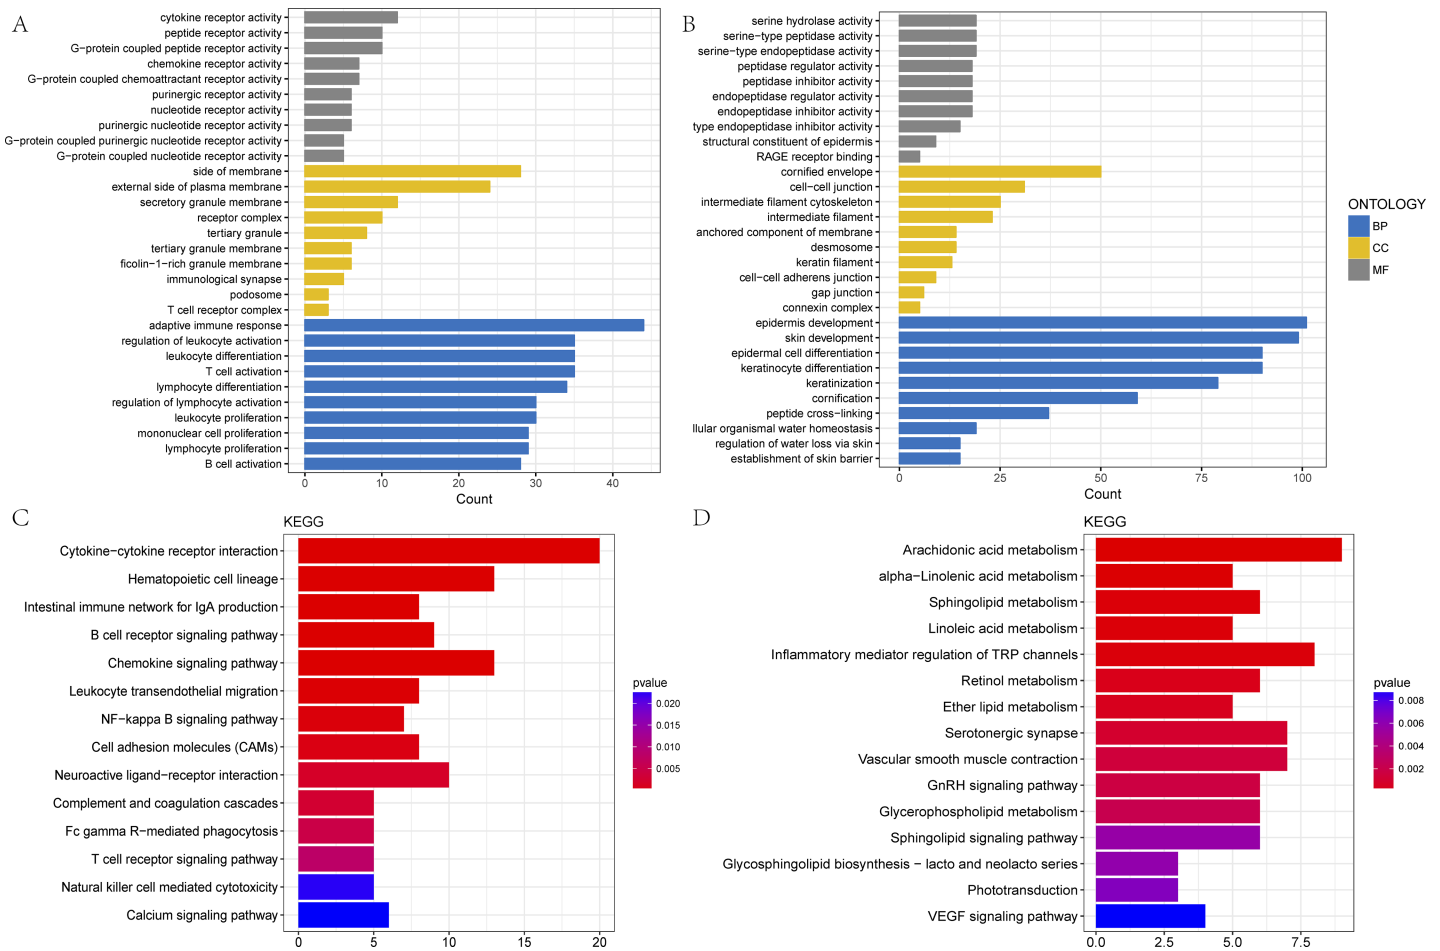 A
cytokine receptor activity
peptide receptor activity
G−protein coupled peptide receptor activity
chemokine receptor activity
G−protein coupled chemoattractant receptor activity
purinergic receptor activity
nucleotide receptor activity
purinergic nucleotide receptor activity
G−protein coupled purinergic nucleotide receptor activity
G−protein coupled nucleotide receptor activity
side of membrane
external side of plasma membrane
secretory granule membrane
receptor complex
tertiary granule
tertiary granule membrane
ficolin−1−rich granule membrane
immunological synapse
podosome
T cell receptor complex
adaptive immune response
regulation of leukocyte activation
leukocyte differentiation
T cell activation
lymphocyte differentiation
regulation of lymphocyte activation
leukocyte proliferation
mononuclear cell proliferation
lymphocyte proliferation
B cell activation
0 10 20 30 40
Count
B
serine hydrolase activity
serine−type peptidase activity
serine−type endopeptidase activity
peptidase regulator activity
peptidase inhibitor activity
endopeptidase regulator activity
endopeptidase inhibitor activity
type endopeptidase inhibitor activity
structural constituent of epidermis
RAGE receptor binding
cornified envelope
cell−cell junction
intermediate filament cytoskeleton
intermediate filament
anchored component of membrane
desmosome
keratin filament
cell−cell adherens junction
gap junction
connexin complex
epidermis development
skin development
epidermal cell differentiation
keratinocyte differentiation
keratinization
cornification
peptide cross−linking
llular organismal water homeostasis
regulation of water loss via skin
establishment of skin barrier
0 25 50 75 100
Count
ONTOLOGY
BP
CC
MF
C
KEGG
Cytokine−cytokine receptor interaction
Hematopoietic cell lineage
Intestinal immune network for IgA production
B cell receptor signaling pathway
Chemokine signaling pathway
Leukocyte transendothelial migration
NF−kappa B signaling pathway
Cell adhesion molecules (CAMs)
Neuroactive ligand−receptor interaction
Complement and coagulation cascades
Fc gamma R−mediated phagocytosis
T cell receptor signaling pathway
Natural killer cell mediated cytotoxicity
Calcium signaling pathway
0 5 10 15 20
pvalue
0.020
0.015
0.010
0.005
D
KEGG
Arachidonic acid metabolism
alpha−Linolenic acid metabolism
Sphingolipid metabolism
Linoleic acid metabolism
Inflammatory mediator regulation of TRP channels
Retinol metabolism
Ether lipid metabolism
Serotonergic synapse
Vascular smooth muscle contraction
GnRH signaling pathway
Glycerophospholipid metabolism
Sphingolipid signaling pathway
Glycosphingolipid biosynthesis − lacto and neolacto series
Phototransduction
VEGF signaling pathway
0.0 2.5 5.0 7.5
pvalue
0.008
0.006
0.004
0.002